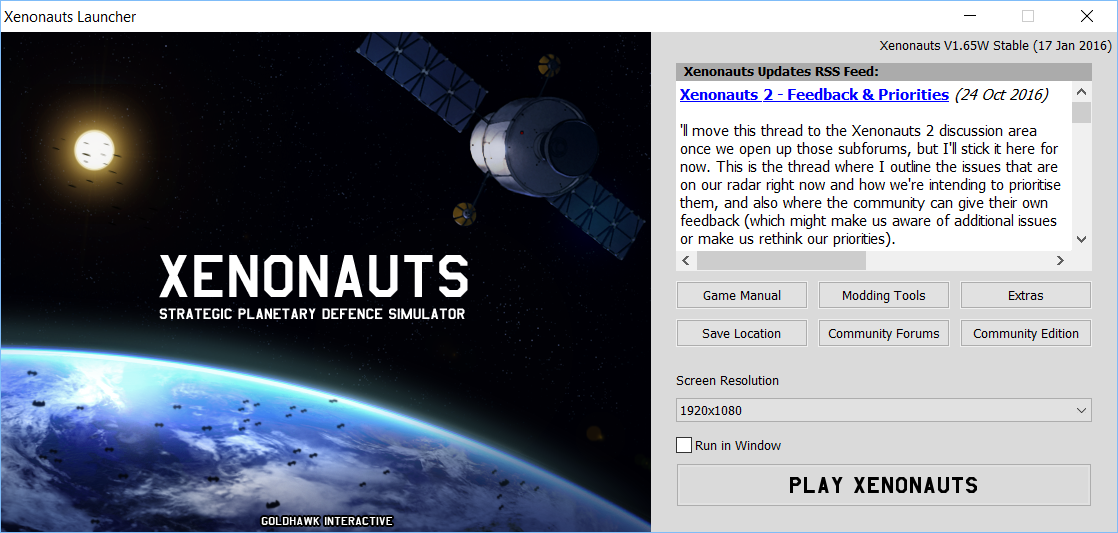 Xenonauts Launcher
Xenonauts V1.65W Stable (17 Jan 2016)
XENONAUTS
STRATEGIC PLANETARY DEFENCE SIMULATOR
GOLDHAWK INTERACTIVE
Xenonauts Updates RSS Feed:
Xenonauts 2 - Feedback & Priorities (24 Oct 2016)
'll move this thread to the Xenonauts 2 discussion area
once we open up those subforums, but I'll stick it here for
now. This is the thread where I outline the issues that are
on our radar right now and how we're intending to prioritise
them, and also where the community can give their own
feedback (which might make us aware of additional issues
or make us rethink our priorities).
Game Manual
Modding Tools
Extras
Save Location
Community Forums
Community Edition
Screen Resolution
1920x1080
Run in Window
PLAY XENONAUTS